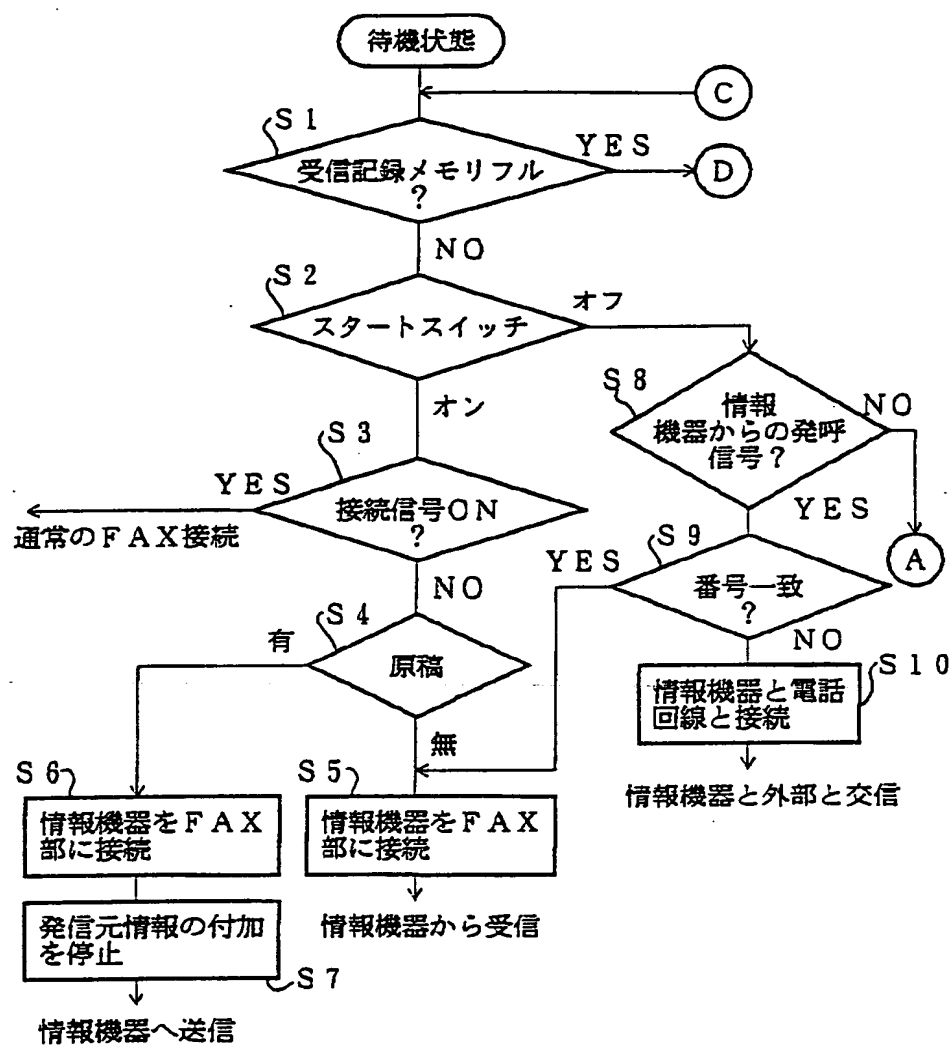 待機状態
C
S1
受信記録メモリフル
?
YES
D
NO
S2
スタートスイッチ
オフ
オン
S8
情報
機器からの発呼
信号?
NO
A
YES
S3
接続信号ON
?
YES
通常のFAX接続
NO
S9
番号一致
?
YES
NO
S4
原稿
有
無
S10
情報機器と電話
回線と接続
情報機器と外部と交信
S6
情報機器をFAX
部に接続
S5
情報機器をFAX
部に接続
情報機器から受信
発信元情報の付加
を停止
S7
情報機器へ送信